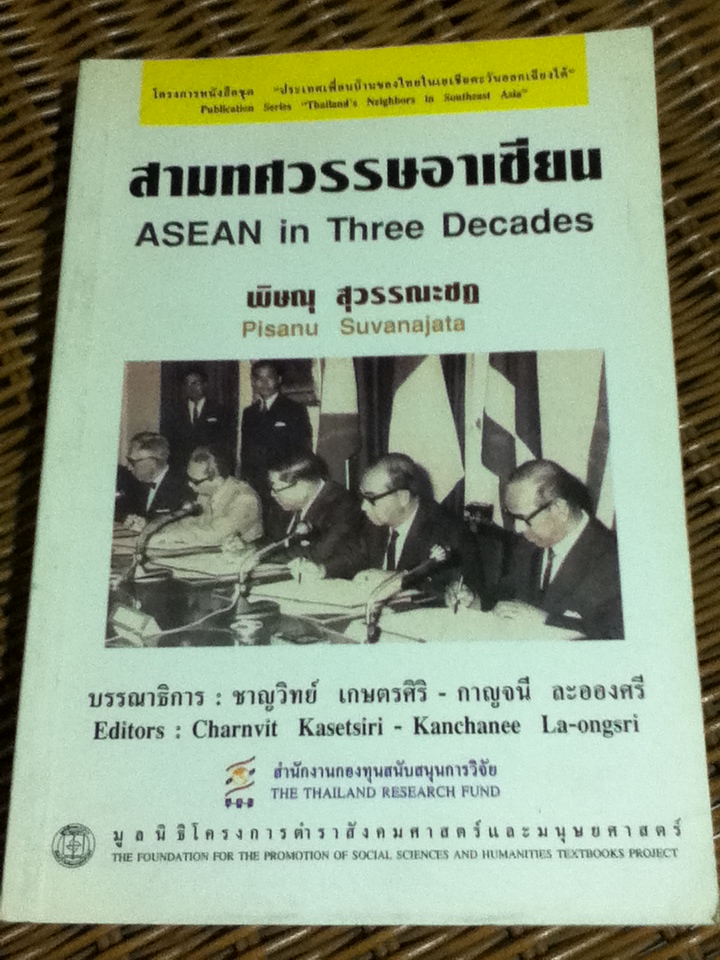 โครงการหนังสือชุด "ประเทศเพื่อนบ้านของไทยในเอเชียตะวันออกเฉียงใต้"
Publication Series "Thailand's Neighbors in Southeast Asia"
สามทศวรรษอาเซียน
ASEAN in Three Decades
พิษณุ สุวรรณะชฎ
Pisanu Suvanajata
บรรณาธิการ : ชาญวิทย์ เกษตรศิริ - กาญจนี ละอองศรี
Editors : Charnvit Kasetsiri - Kanchanee La-ongsri
สำนักงานกองทุนสนับสนุนการวิจัย
THE THAILAND RESEARCH FUND
มูลนิธิโครงการตำราสังคมศาสตร์และมนุษยศาสตร์
THE FOUNDATION FOR THE PROMOTION OF SOCIAL SCIENCES AND HUMANITIES TEXTBOOKS PROJECT